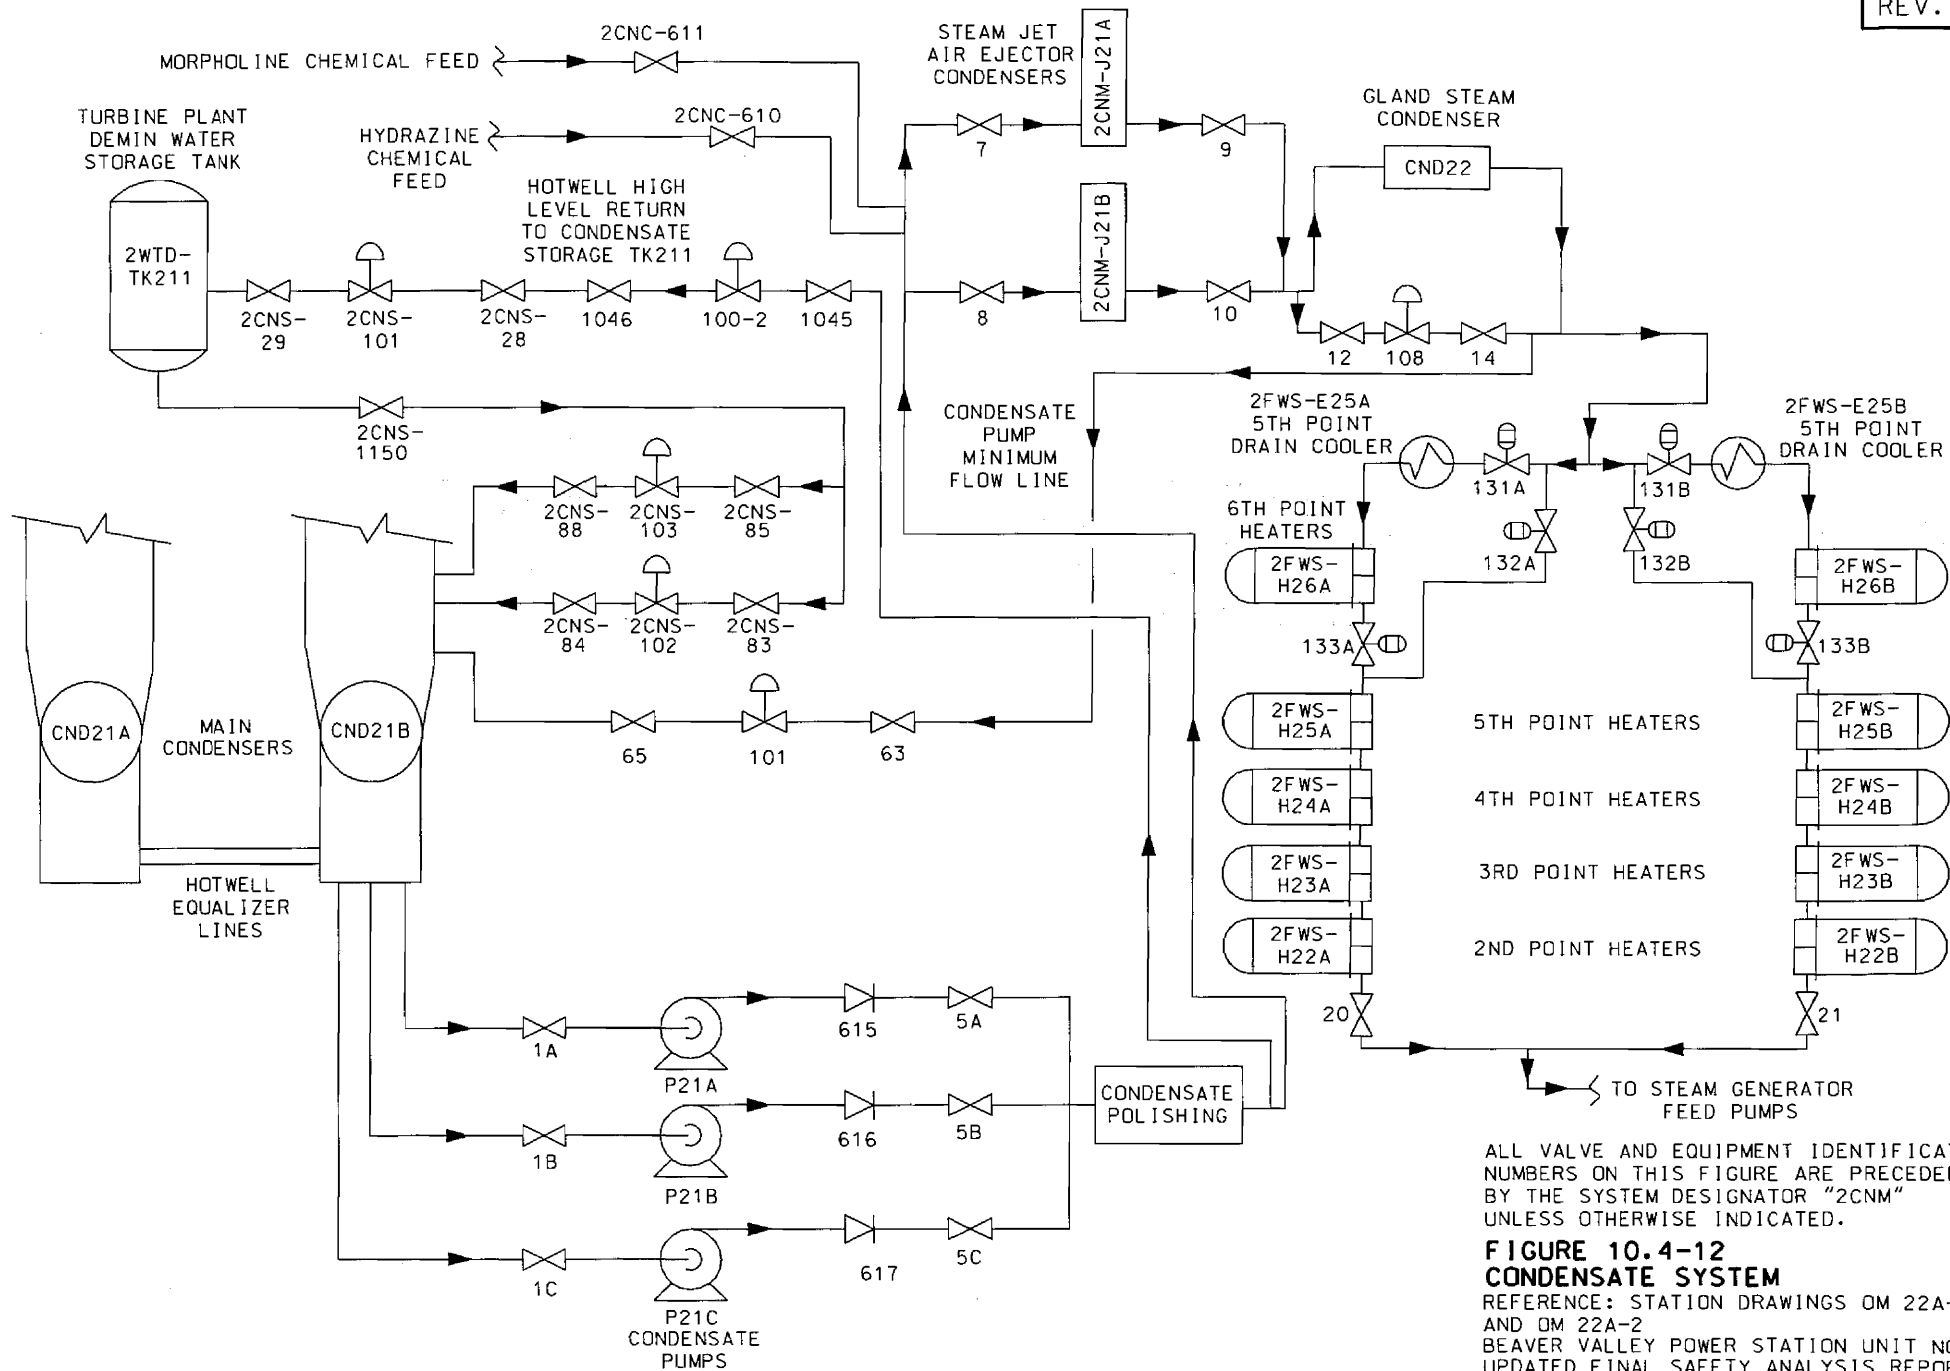 REV.
2CNC-611
MORPHOLINE CHEMICAL FEED
STEAM JET
AIR EJECTOR
CONDENSERS
2CNM-J21A
TURBINE PLANT
DEMIN WATER
STORAGE TANK
HYDRAZINE
CHEMICAL
FEED
2CNC-610
7
9
GLAND STEAM
CONDENSER
CND22
HOTWELL HIGH
LEVEL RETURN
TO CONDENSATE
STORAGE TK211
2CNM-J21B
2WTD-
TK211
2CNS-
29
2CNS-
101
2CNS-
28
1046
100-2
1045
8
10
12
108
14
2CNS-
1150
CONDENSATE
PUMP
MINIMUM
FLOW LINE
2FWS-E25A
5TH POINT
DRAIN COOLER
2FWS-E25B
5TH POINT
DRAIN COOLER
131A
131B
2CNS-
88
2CNS-
103
2CNS-
85
6TH POINT
HEATERS
132A
132B
2FWS-
H26A
2FWS-
H26B
2CNS-
84
2CNS-
102
2CNS-
83
133A
133B
CND21A
MAIN
CONDENSERS
CND21B
65
101
63
2FWS-
H25A
5TH POINT HEATERS
2FWS-
H25B
2FWS-
H24A
4TH POINT HEATERS
2FWS-
H24B
2FWS-
H23A
3RD POINT HEATERS
2FWS-
H23B
HOTWELL
EQUALIZER
LINES
2FWS-
H22A
2ND POINT HEATERS
2FWS-
H22B
20
21
1A
P21A
615
5A
1B
P21B
616
5B
CONDENSATE
POLISHING
1C
P21C
CONDENSATE
PUMPS
617
5C
TO STEAM GENERATOR
FEED PUMPS
ALL VALVE AND EQUIPMENT IDENTIFICAT
NUMBERS ON THIS FIGURE ARE PRECEDE
BY THE SYSTEM DESIGNATOR "2CNM"
UNLESS OTHERWISE INDICATED.
FIGURE 10.4-12
CONDENSATE SYSTEM
REFERENCE: STATION DRAWINGS OM 22A-
AND OM 22A-2
BEAVER VALLEY POWER STATION UNIT NO
UPDATED FINAL SAFETY ANALYSIS REPOR